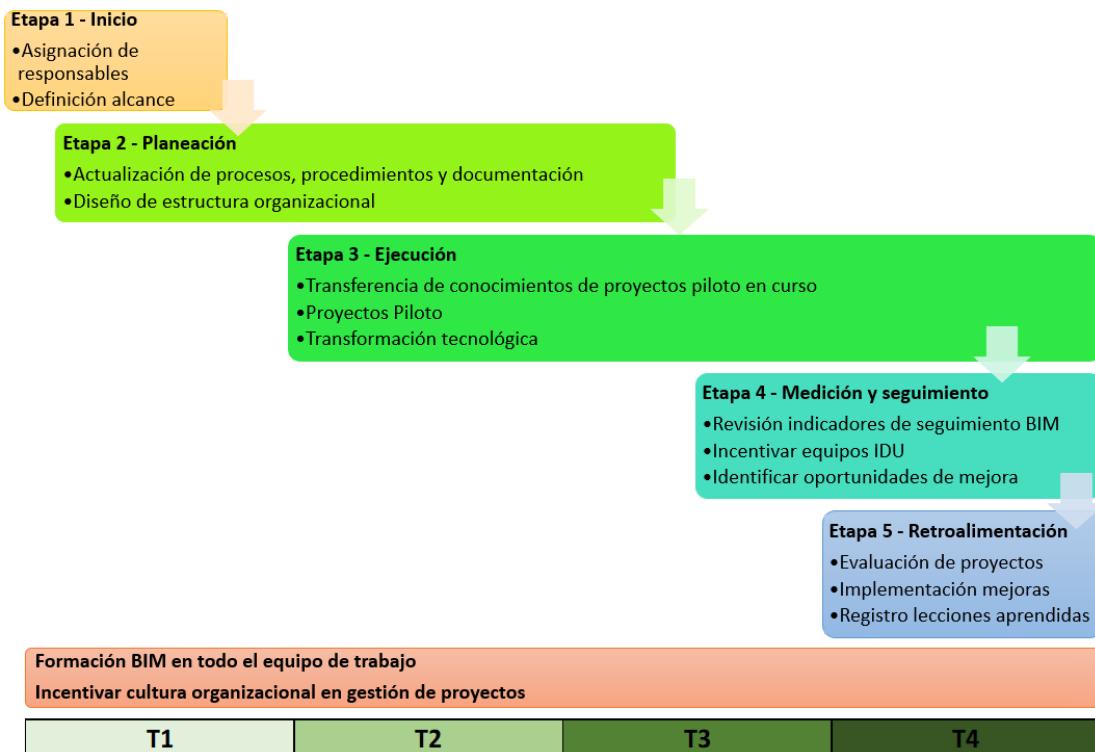 Etapa 1 - Inicio
•Asignación de
responsables
•Definición alcance
Etapa 2 - Planeación
•Actualización de procesos, procedimientos y documentación
•Diseño de estructura organizacional
Etapa 3 - Ejecución
•Transferencia de conocimientos de proyectos piloto en curso
•Proyectos Piloto
•Transformación tecnológica
Etapa 4 - Medición y seguimiento
•Revisión indicadores de seguimiento BIM
•Incentivar equipos IDU
•Identificar oportunidades de mejora
Etapa 5 - Retroalimentación
•Evaluación de proyectos
•Implementación mejoras
•Registro lecciones aprendidas
Formación BIM en todo el equipo de trabajo
Incentivar cultura organizacional en gestión de proyectos
T1 T2 T3 T4